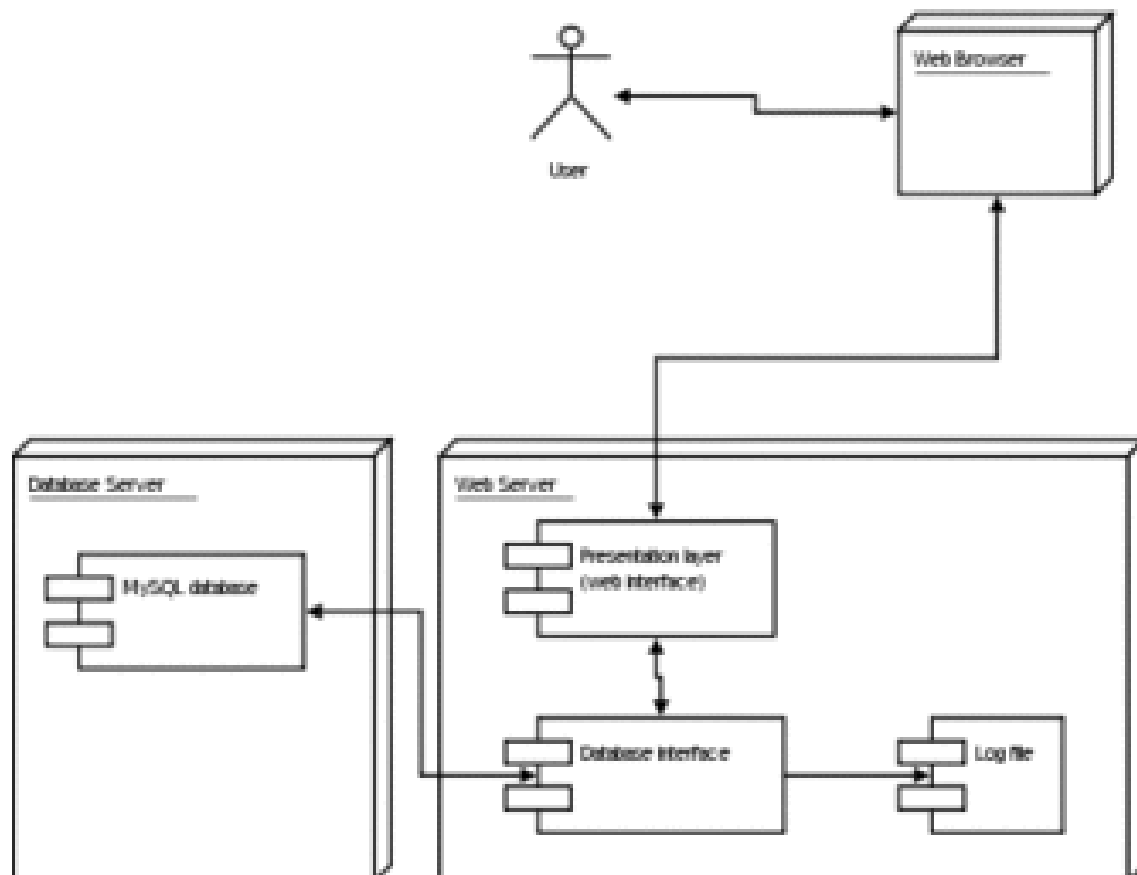 Web Browser
User
Database Server
MySQL database
Web Server
Presentation layer
(web interface)
Database interface
Log file